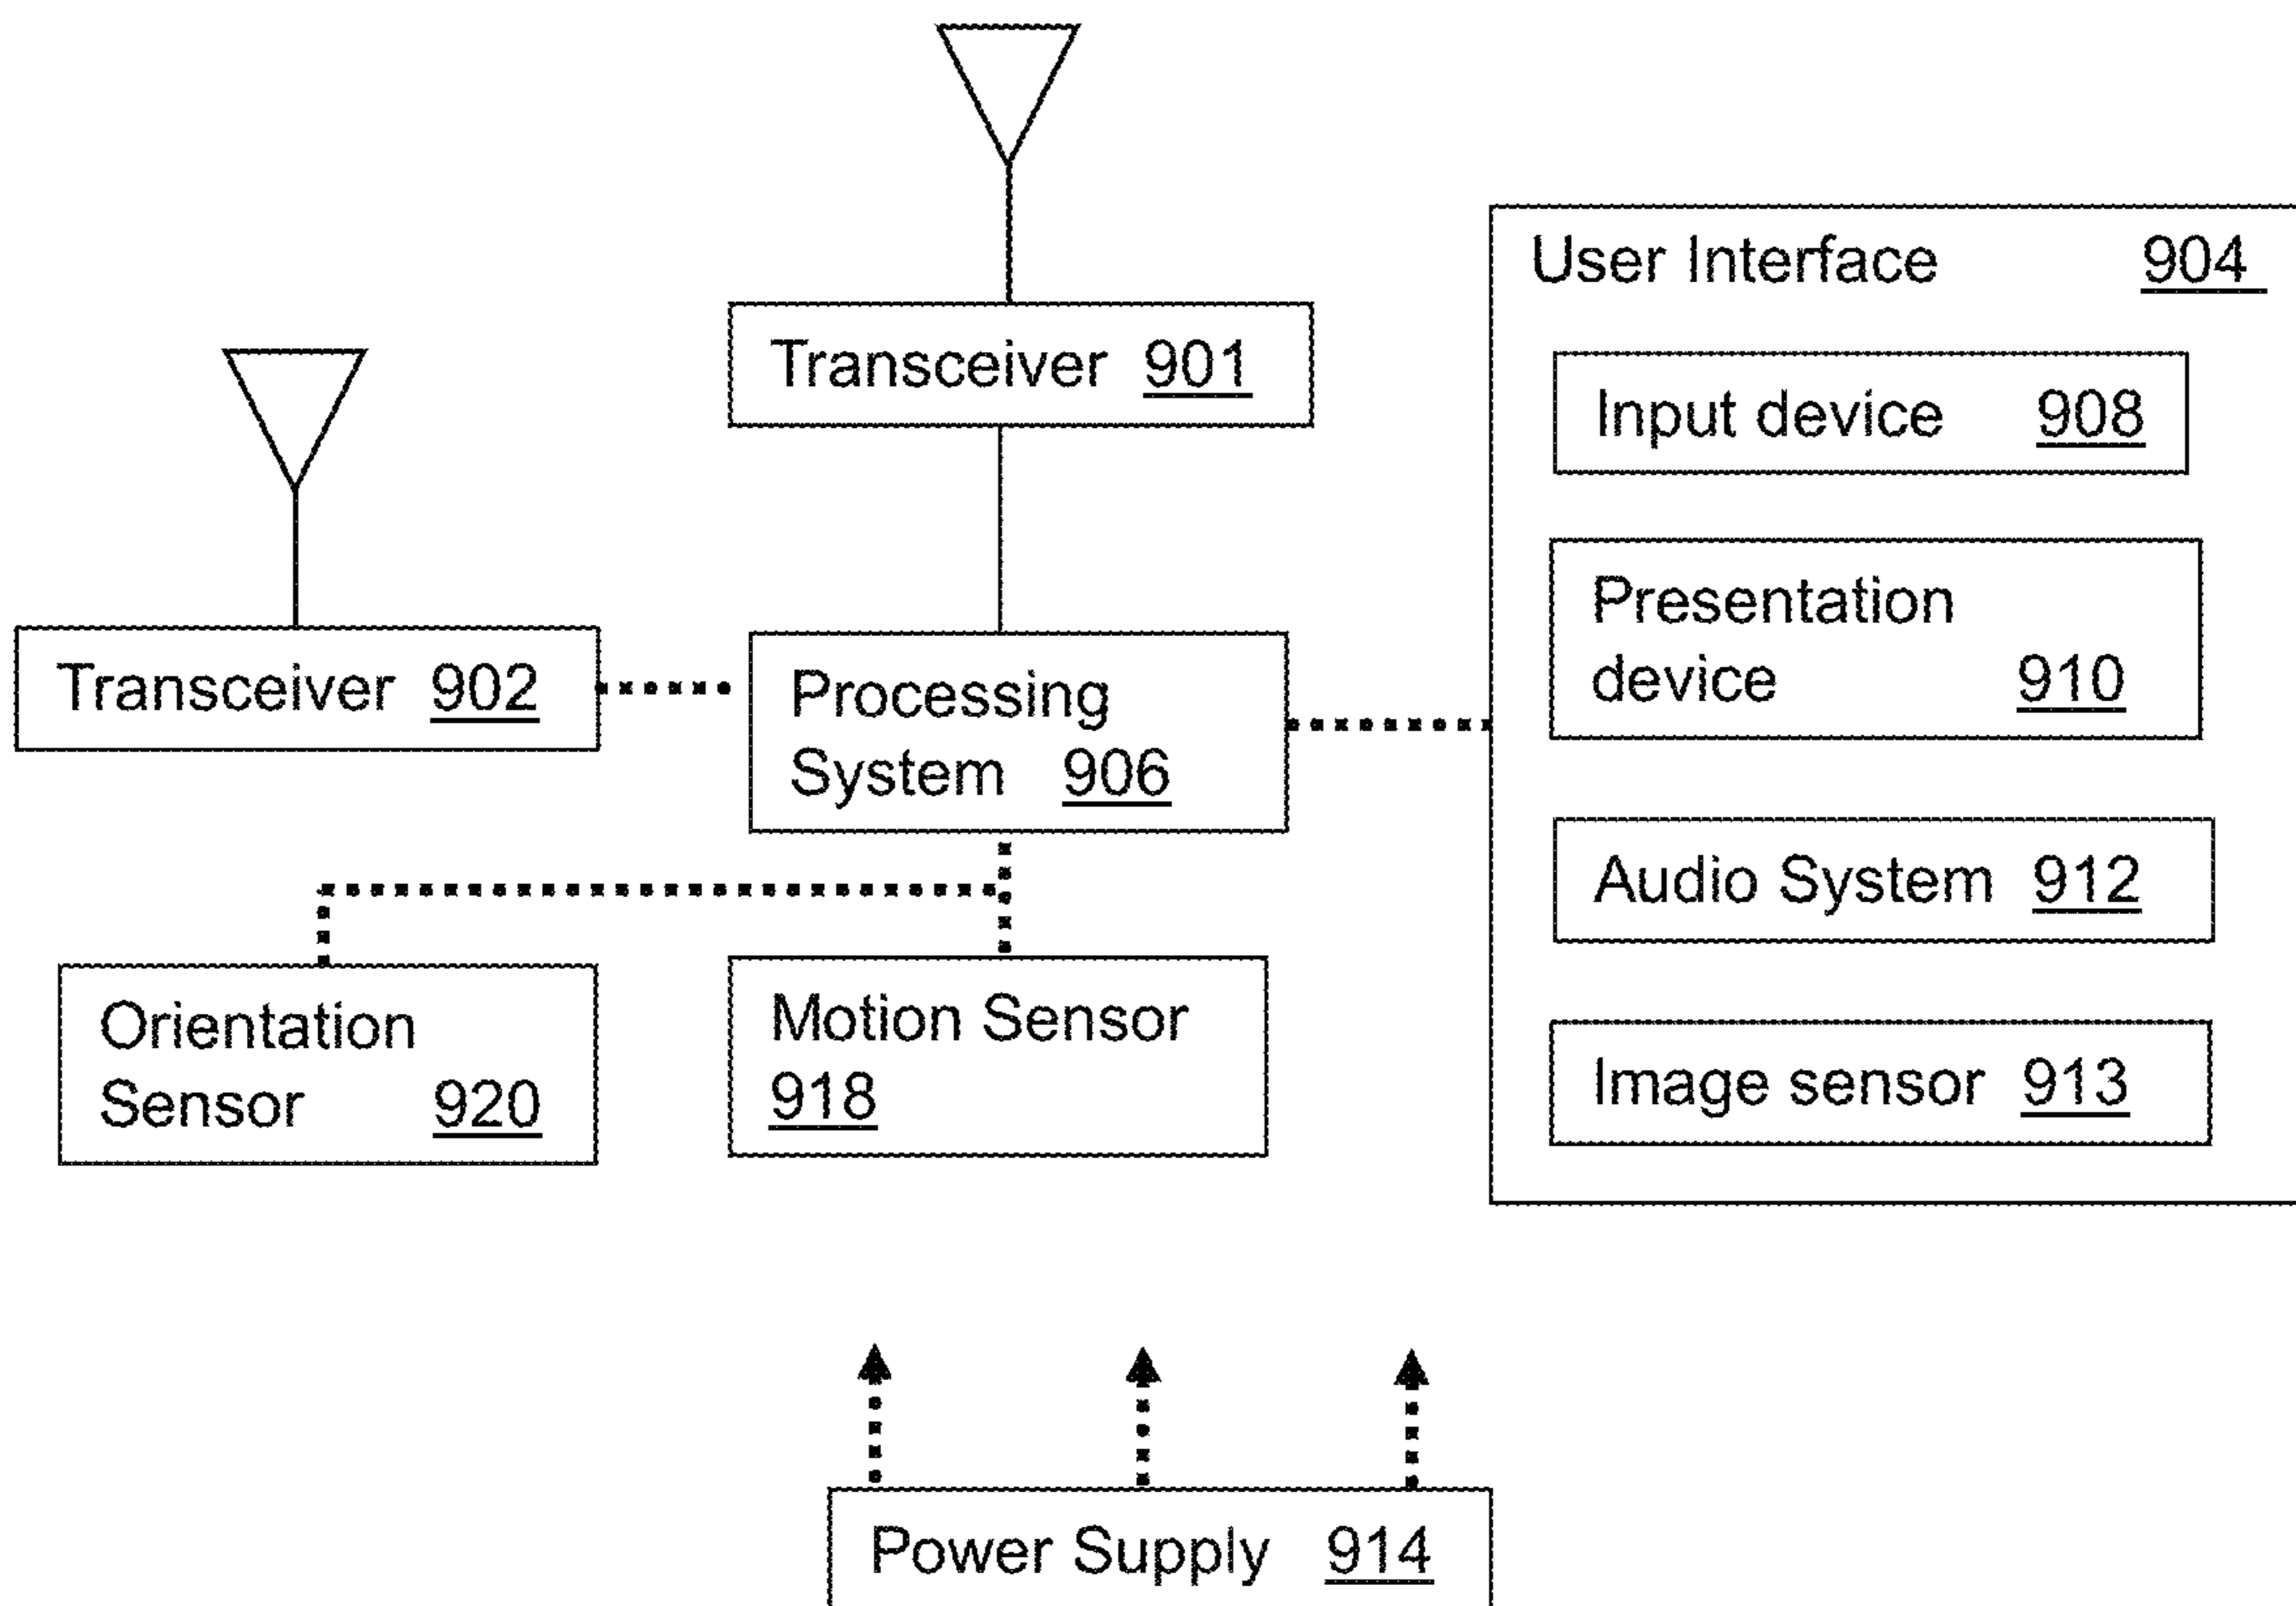 User Interface 904
Transceiver 901
Input device 908
Presentation
device 910
Transceiver 902
Processing
System 906
Audio System 912
Orientation
Sensor 920
Motion Sensor
918
Image sensor 913
Power Supply 914